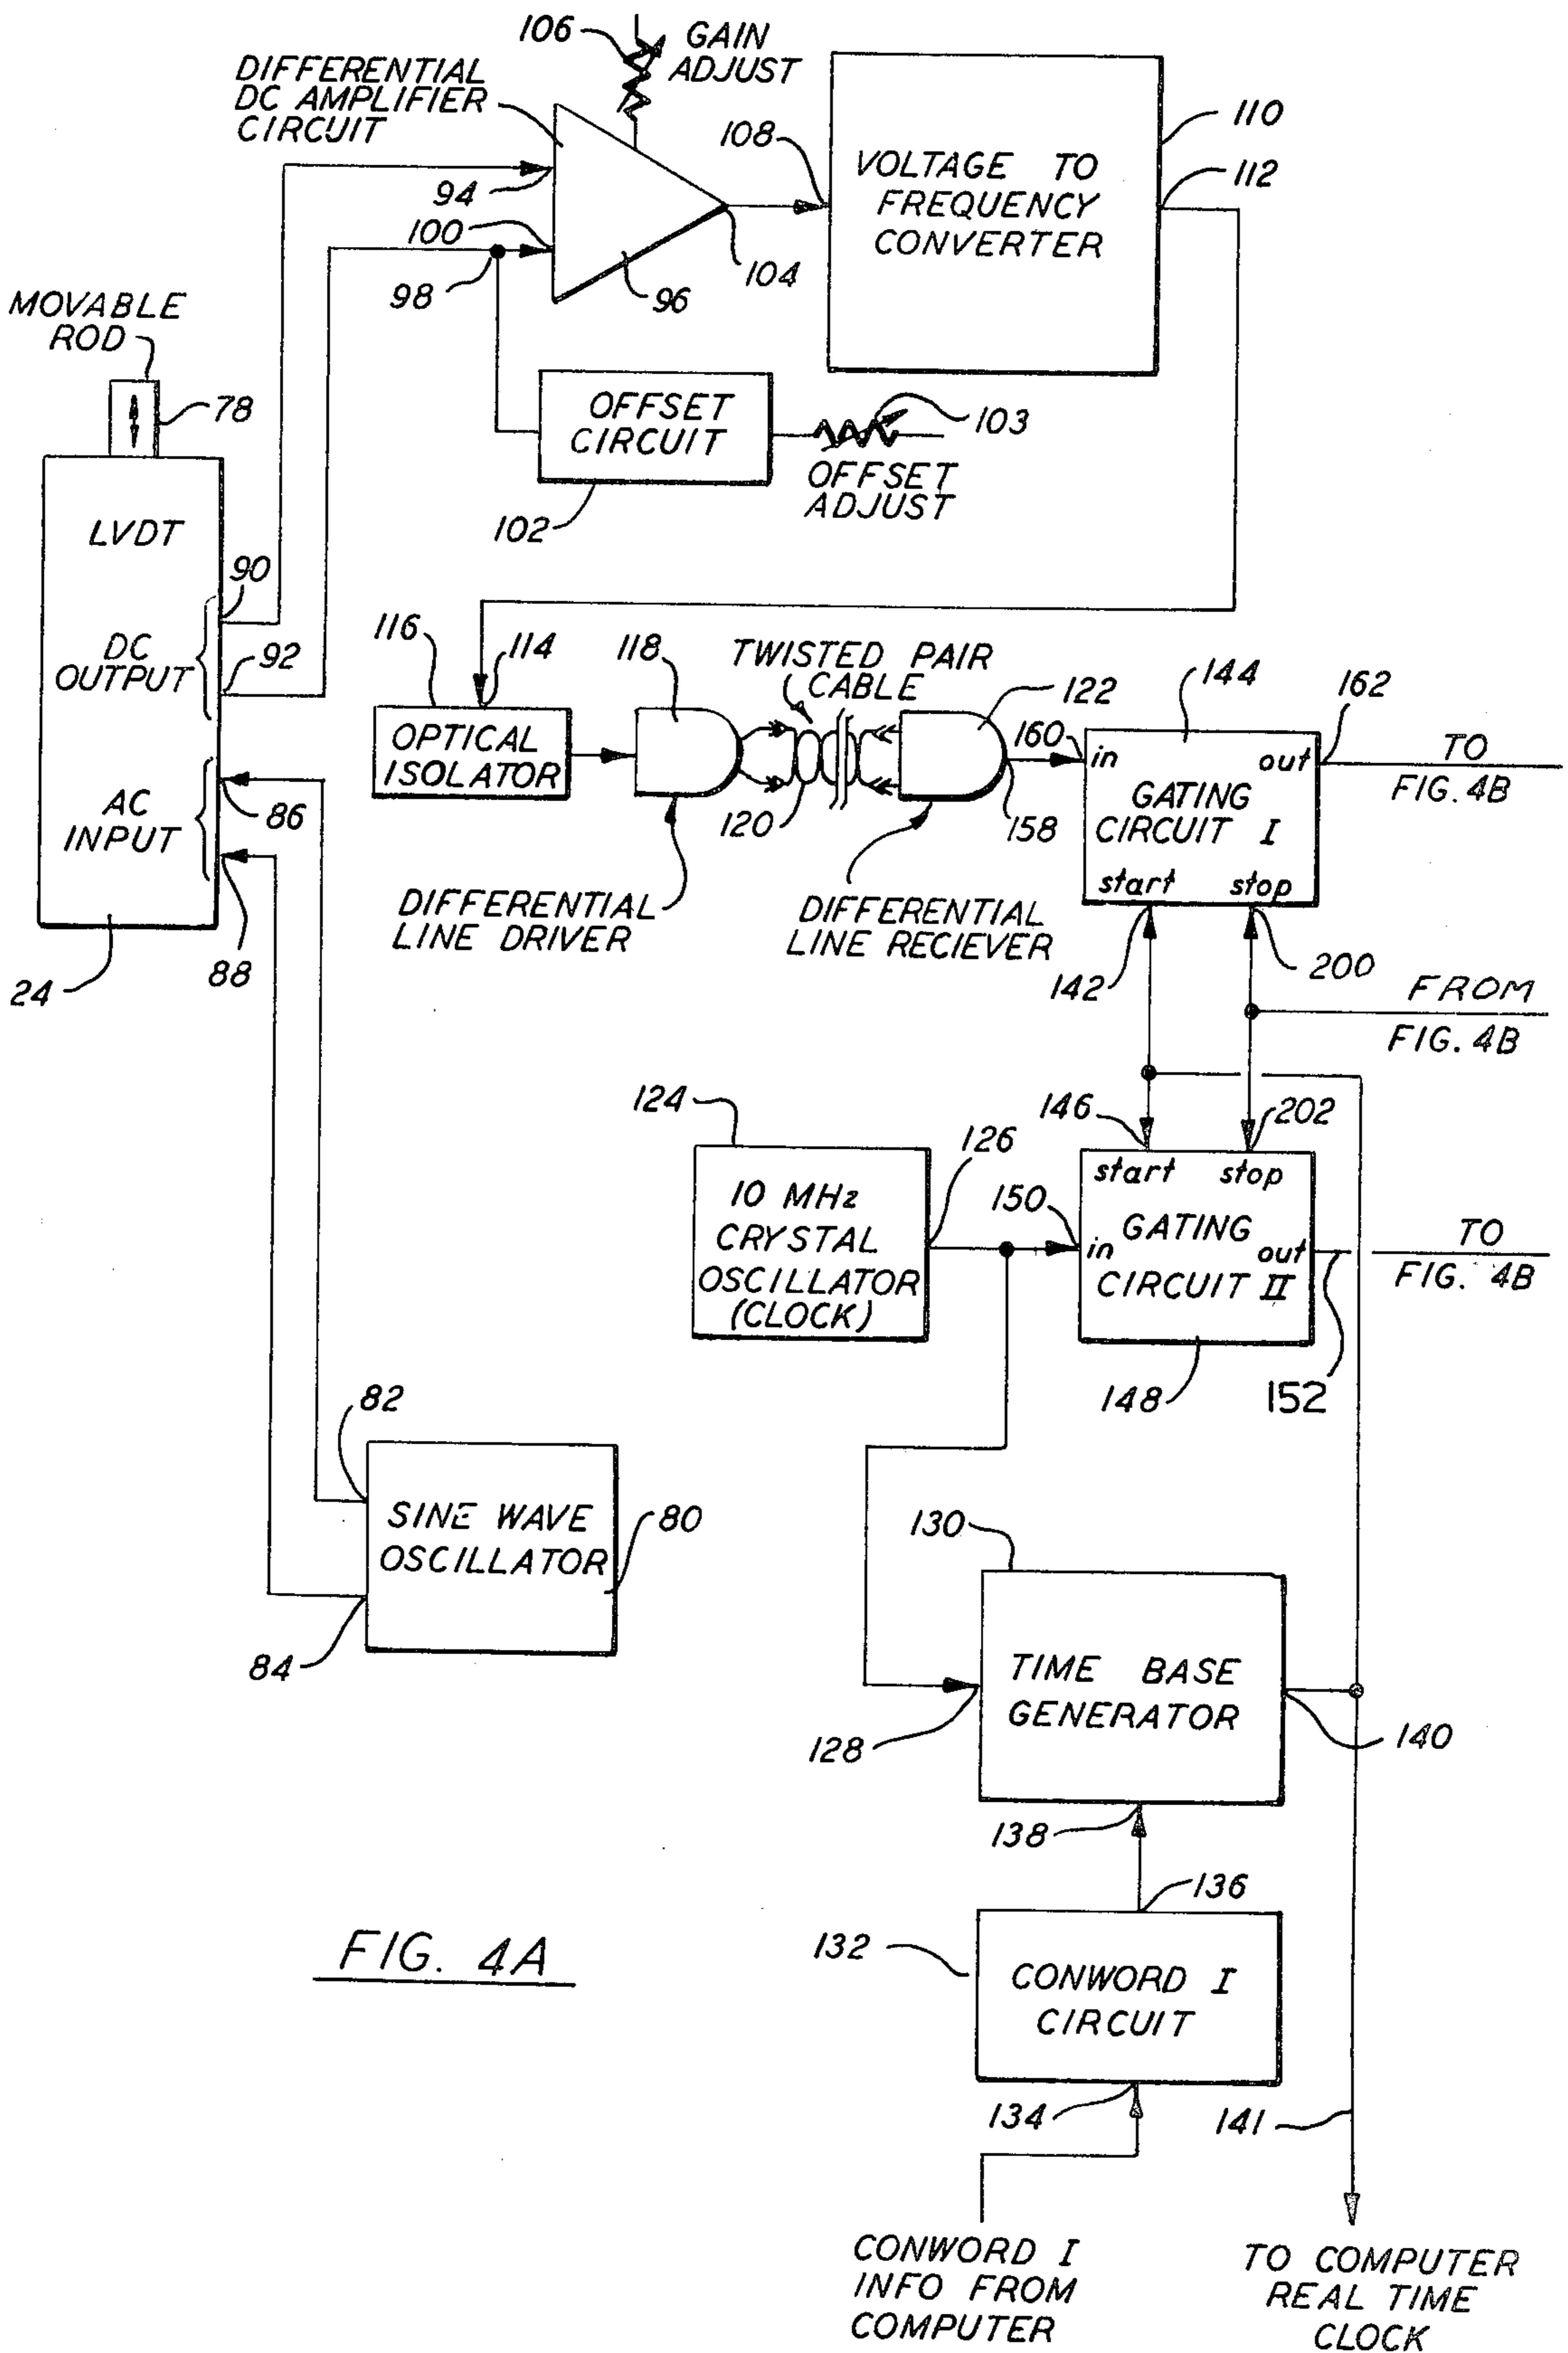 106
GAIN
ADJUST
DIFFERENTIAL
DC AMPLIFIER
CIRCUIT
94
100
98
96
104
108
VOLTAGE TO
FREQUENCY
CONVERTER
110
112
MOVABLE
ROD
78
OFFSET
CIRCUIT
103
OFFSET
ADJUST
102
LVDT
90
DC
OUTPUT
92
AC
INPUT
86
88
24
116
114
OPTICAL
ISOLATOR
118
TWISTED PAIR
CABLE
120
122
158
160
144
162
in
out
GATING
CIRCUIT I
start
stop
TO
FIG. 4B
DIFFERENTIAL
LINE DRIVER
DIFFERENTIAL
LINE RECIEVER
142
200
FROM
FIG. 4B
124
126
10 MHz
CRYSTAL
OSCILLATOR
(CLOCK)
146
202
start
stop
150
in
GATING
out
CIRCUIT II
TO
FIG. 4B
148
152
82
SINE WAVE
OSCILLATOR
80
84
130
TIME BASE
GENERATOR
128
140
138
136
132
CONWORD I
CIRCUIT
134
141
FIG. 4A
CONWORD I
INFO FROM
COMPUTER
TO COMPUTER
REAL TIME
CLOCK